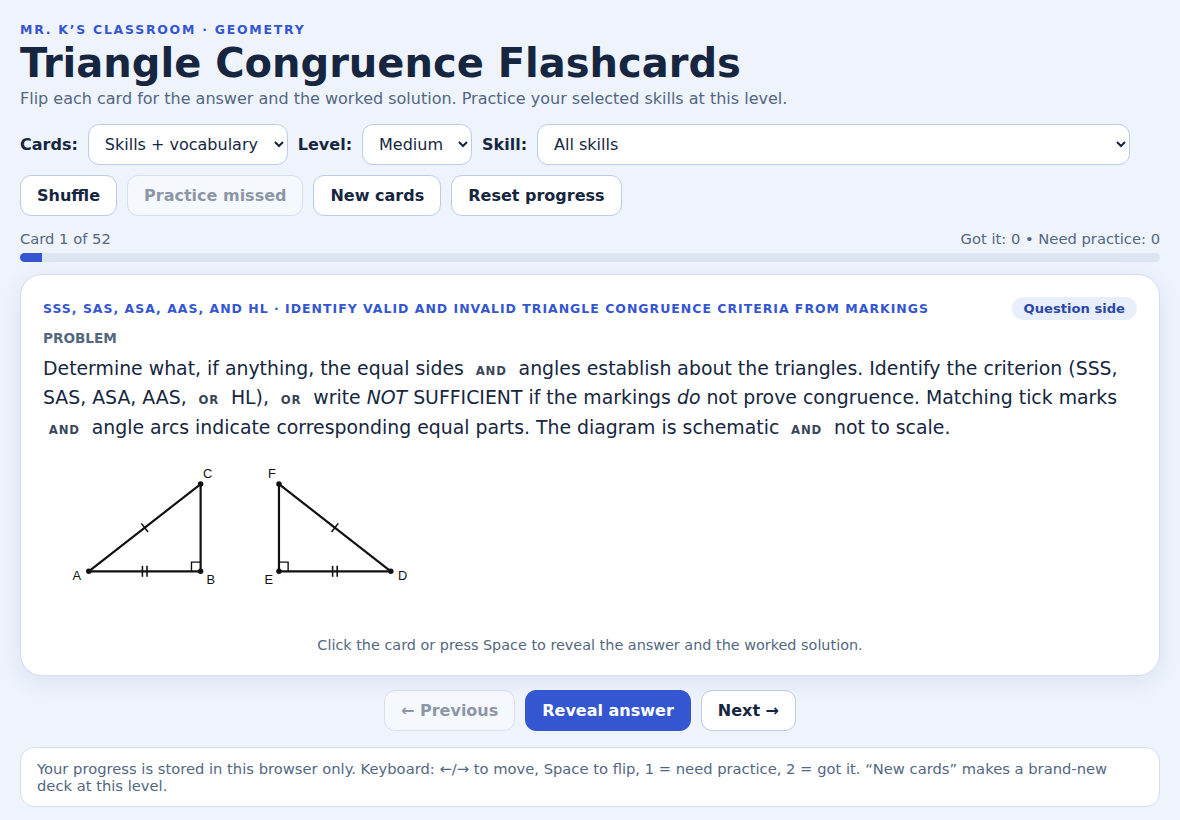 MR. K’S CLASSROOM · GEOMETRY
Triangle Congruence Flashcards
Flip each card for the answer and the worked solution. Practice your selected skills at this level.
Cards: Skills + vocabulary Level: Medium Skill: All skills
Shuffle Practice missed New cards Reset progress
Card 1 of 52 Got it: 0 • Need practice: 0
SSS, SAS, ASA, AAS, AND HL · IDENTIFY VALID AND INVALID TRIANGLE CONGRUENCE CRITERIA FROM MARKINGS Question side
PROBLEM
Determine what, if anything, the equal sides AND angles establish about the triangles. Identify the criterion (SSS,
SAS, ASA, AAS, OR HL), OR write NOT SUFFICIENT if the markings do not prove congruence. Matching tick marks
AND angle arcs indicate corresponding equal parts. The diagram is schematic AND not to scale.
C F
A B E D
Click the card or press Space to reveal the answer and the worked solution.
← Previous Reveal answer Next →
Your progress is stored in this browser only. Keyboard: ←/→ to move, Space to flip, 1 = need practice, 2 = got it. “New cards” makes a brand-new
deck at this level.